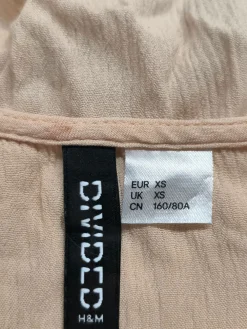 DIVIDED
H&M
EUR XS
UK XS
CN 160/80A